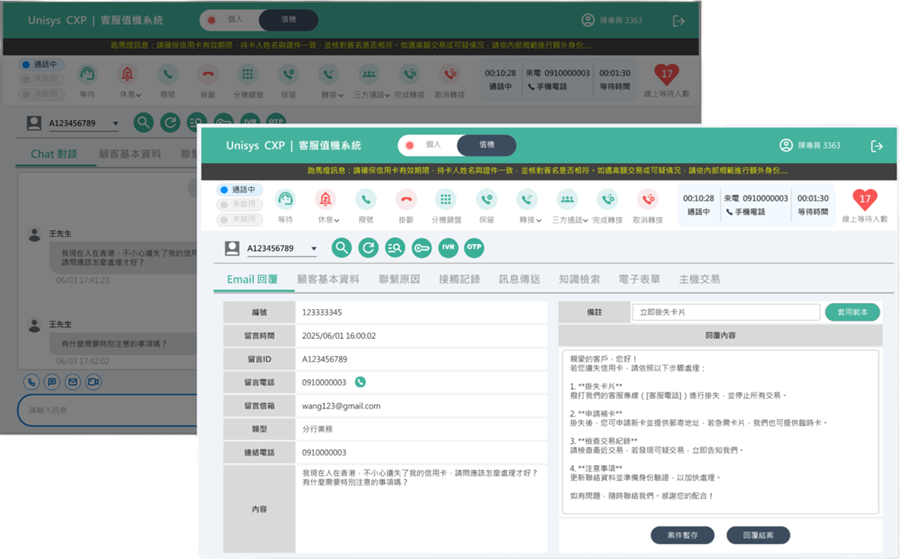 Unisys CXP | 客服值機系統
個人
值機
陳專員 3363
跑馬燈訊息：請確保信用卡有效期限、持卡人姓名與證件一致，並核對簽名是否相符。如遇高額交易或可疑情況，請依內部規範進行額外身份....
通話中
未啟用
未啟用
等待
休息
撥號
掛斷
分機鍵盤
保留
轉接
三方通話
完成轉接
取消轉接
00:10:28
通話中
來電 0910000003
手機電話
00:01:30
等待時間
17
線上等待人數
A123456789
IVR
OTP
Chat 對談
顧客基本資料
王先生
06/03 17:41:23
王先生
有什麼需要特別注意的事項嗎？
06/03 17:42:02
請輸入訊息
Unisys CXP | 客服值機系統
個人
值機
陳專員 3363
跑馬燈訊息：請確保信用卡有效期限、持卡人姓名與證件一致，並核對簽名是否相符。如遇高額交易或可疑情況，請依內部規範進行額外身份....
通話中
未啟用
未啟用
等待
休息
撥號
掛斷
分機鍵盤
保留
轉接
三方通話
完成轉接
取消轉接
00:10:28
通話中
來電 0910000003
手機電話
00:01:30
等待時間
17
線上等待人數
A123456789
IVR
OTP
Email 回覆 顧客基本資料 聯繫原因 接觸記錄 訊息傳送 知識檢索 電子表單 主機交易
編號 123333345
留言時間 2025/06/01 16:00:02
留言ID A123456789
留言電話 0910000003
留言信箱 wang123@gmail.com
類型 分行業務
連絡電話 0910000003
內容
我現在人在香港，不小心遺失了我的信用卡，請問應該怎麼處理才好？
有什麼需要特別注意的事項嗎？
備註 立即掛失卡片 套用範本
回覆內容
親愛的客戶，您好！
若您遺失信用卡，請依照以下步驟處理：
1. **掛失卡片**
撥打我們的客服專線（[客服電話]）進行掛失，並停止所有交易。
2. **申請補卡**
掛失後，您可申請新卡並提供郵寄地址，若急需卡片，我們也可提供臨時卡。
3. **檢查交易紀錄**
請檢查最近交易，若發現可疑交易，立即告知我們。
4. **注意事項**
更新聯絡資料並準備身份驗證，以加快處理。
如有問題，隨時聯絡我們。感謝您的配合！
案件暫存
回覆結案